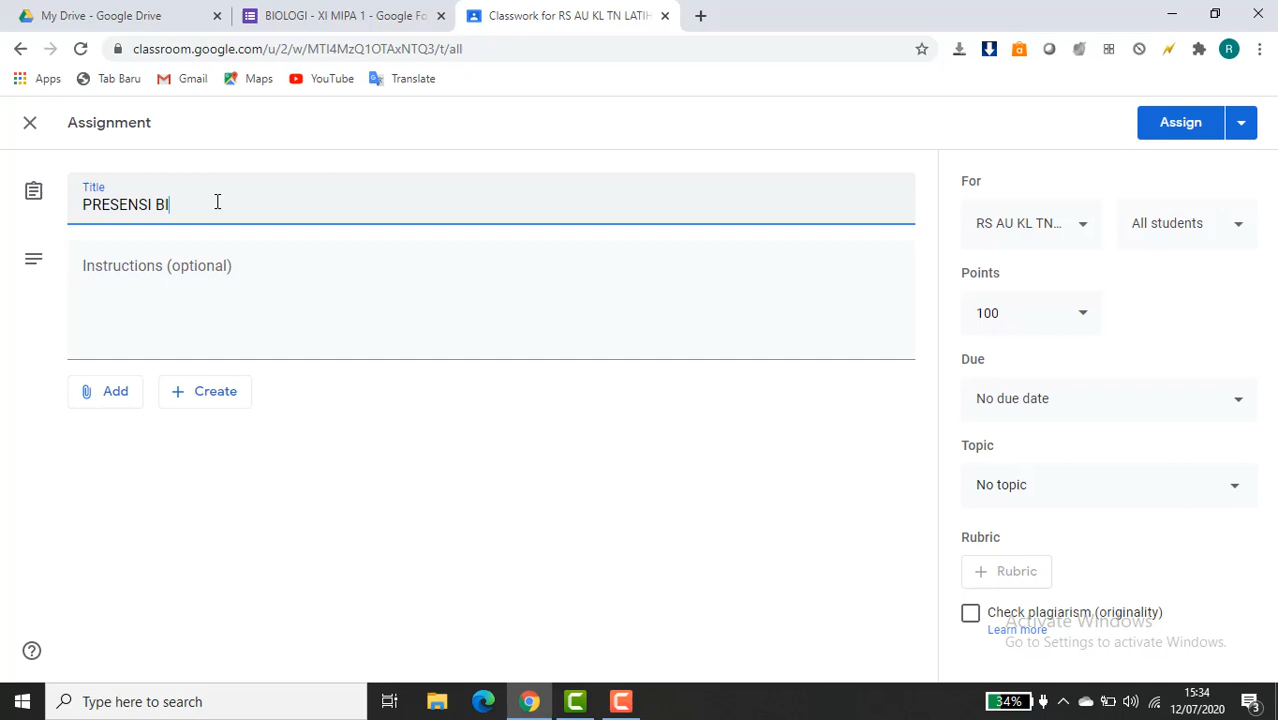 My Drive - Google Drive
BIOLOGI - XI MIPA 1 - Google Fo
Classwork for RS AU KL TN LATIH
classroom.google.com/u/2/w/MTI4MzQ1OTAxNTQ3/t/all
R
Apps
Tab Baru
Gmail
Maps
YouTube
Translate
Assignment
Assign
Title
PRESENSI BI
Instructions (optional)
Add
Create
For
RS AU KL TN...
All students
Points
100
Due
No due date
Topic
No topic
Rubric
Rubric
Check plagiarism (originality)
Learn more
Activate Windows
Go to Settings to activate Windows.
Type here to search
34%
15:34
12/07/2020
3